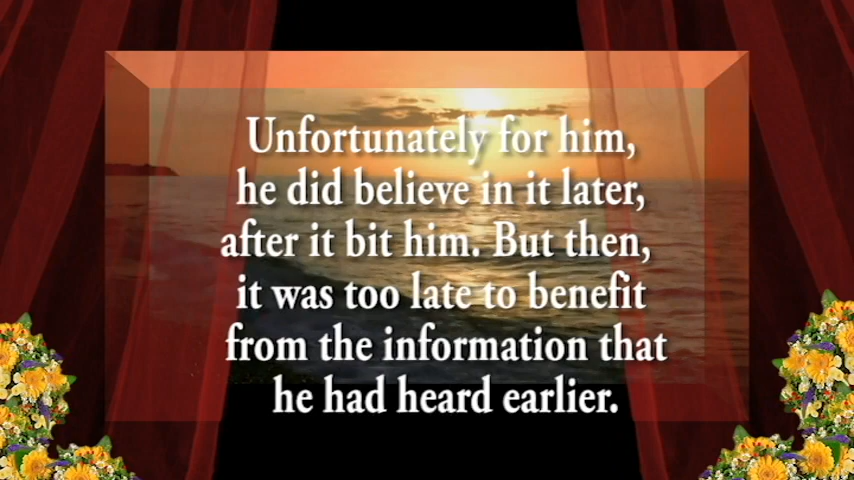 Unfortunately for him,
he did believe in it later,
after it bit him. But then,
it was too late to benefit
from the information that
he had heard earlier.